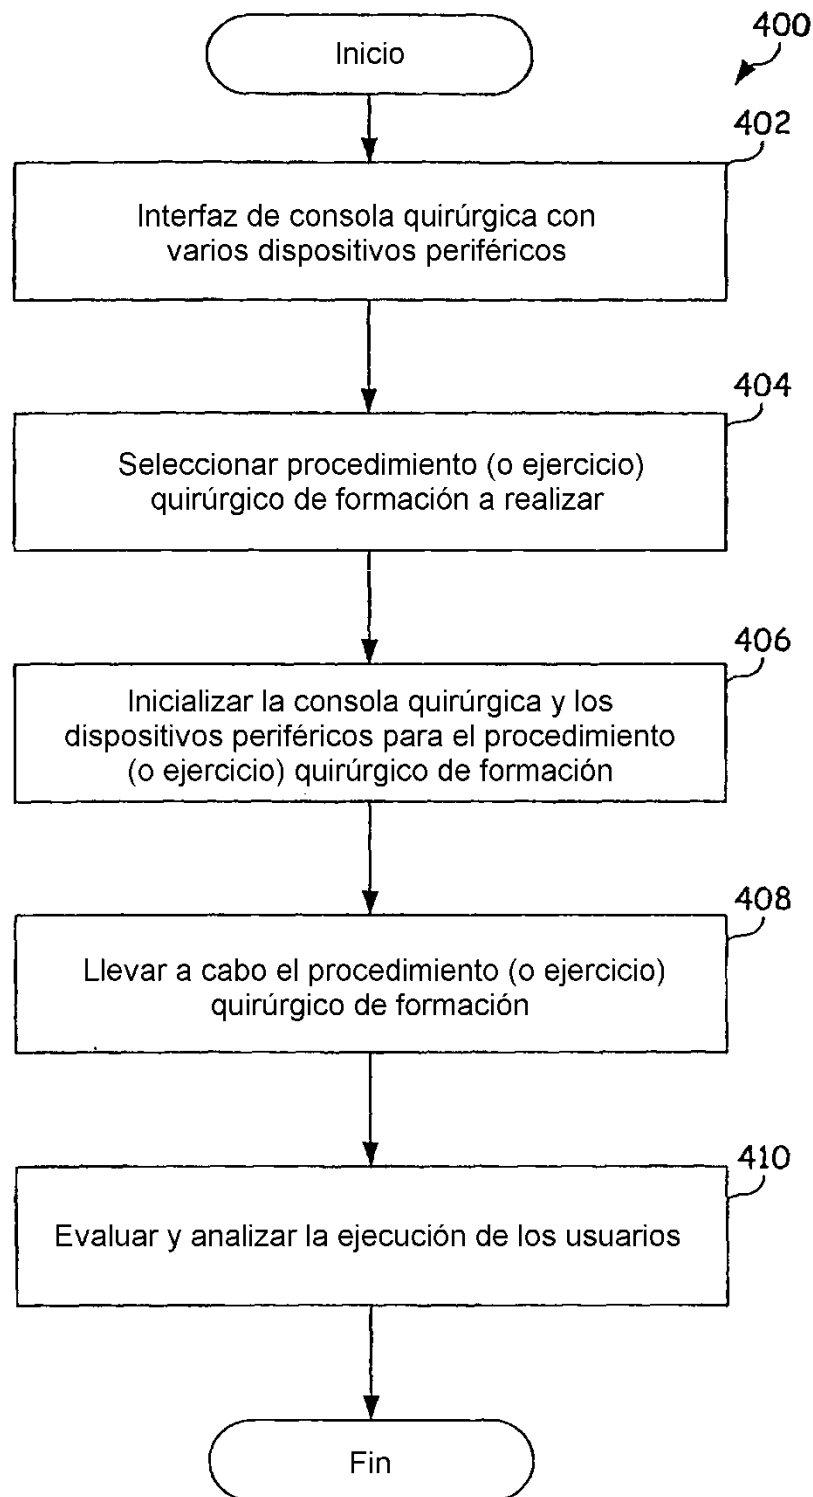 Inicio
400
402
Interfaz de consola quirúrgica con
varios dispositivos periféricos
404
Seleccionar procedimiento (o ejercicio)
quirúrgico de formación a realizar
406
Inicializar la consola quirúrgica y los
dispositivos periféricos para el procedimiento
(o ejercicio) quirúrgico de formación
408
Llevar a cabo el procedimiento (o ejercicio)
quirúrgico de formación
410
Evaluar y analizar la ejecución de los usuarios
Fin